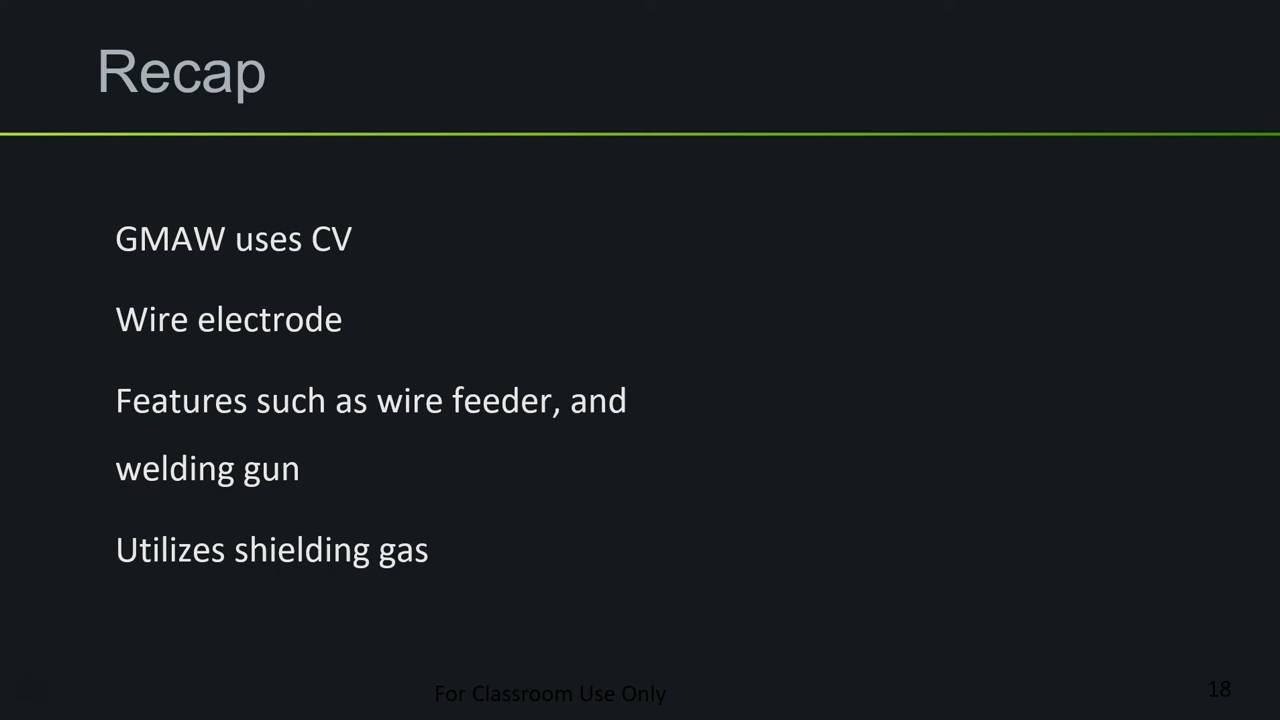 Recap
GMAW uses CV
Wire electrode
Features such as wire feeder, and
welding gun
Utilizes shielding gas
For Classroom Use Only
18